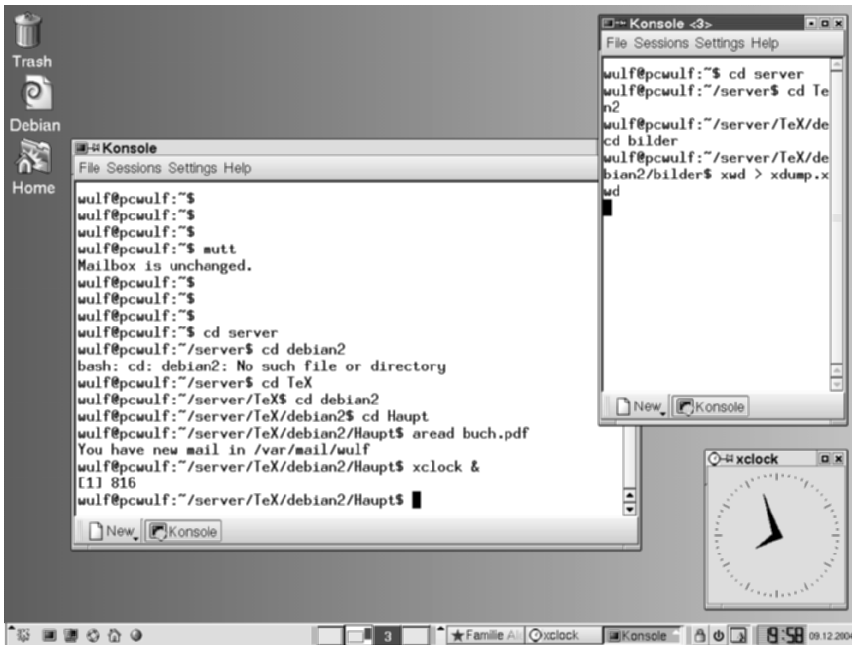 Trash
Debian
Home
Konsole
File Sessions Settings Help
wulf@pcwulf:~$
wulf@pcwulf:~$
wulf@pcwulf:~$
wulf@pcwulf:~$ mutt
Mailbox is unchanged.
wulf@pcwulf:~$
wulf@pcwulf:~$
wulf@pcwulf:~$
wulf@pcwulf:~$ cd server
wulf@pcwulf:~/server$ cd debian2
bash: cd: debian2: No such file or directory
wulf@pcwulf:~/server$ cd TeX
wulf@pcwulf:~/server/TeX$ cd debian2
wulf@pcwulf:~/server/TeX/debian2$ cd Haupt
wulf@pcwulf:~/server/TeX/debian2/Haupt$ aread buch.pdf
You have new mail in /var/mail/wulf
wulf@pcwulf:~/server/TeX/debian2/Haupt$ xclock &
[1] 816
wulf@pcwulf:~/server/TeX/debian2/Haupt$
New Konsole
Konsole <3>
File Sessions Settings Help
wulf@pcwulf:~$ cd server
wulf@pcwulf:~/server$ cd Te
n2
wulf@pcwulf:~/server/TeX/de
cd bilder
wulf@pcwulf:~/server/TeX/de
bian2/bilder$ xwd > xdump.x
wd
New Konsole
xclock
3 Familie xclock Konsole 9:58 09.12.2004